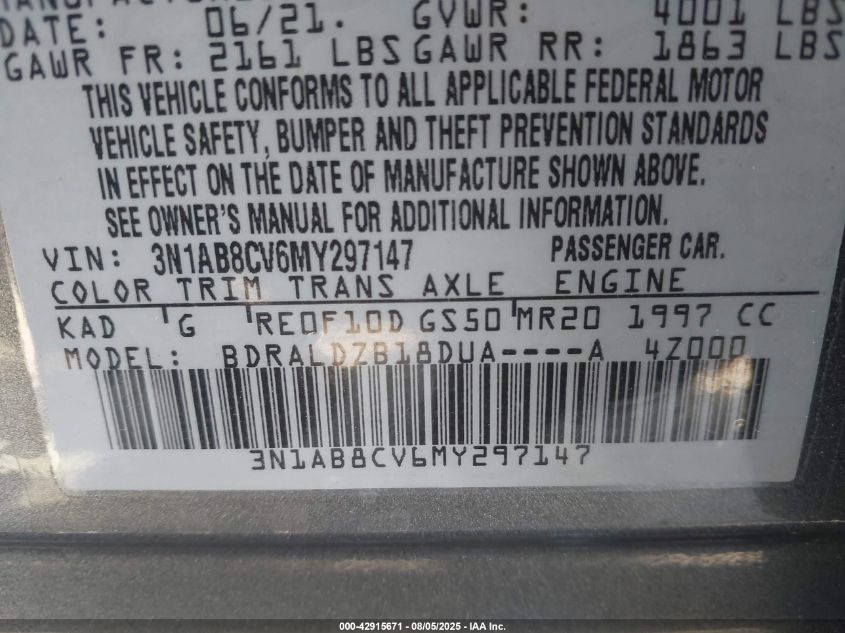 DATE: 06/21. GVWR: 4001 LBS
GAWR FR: 2161 LBS GAWR RR: 1863 LBS
THIS VEHICLE CONFORMS TO ALL APPLICABLE FEDERAL MOTOR
VEHICLE SAFETY, BUMPER AND THEFT PREVENTION STANDARDS
IN EFFECT ON THE DATE OF MANUFACTURE SHOWN ABOVE.
SEE OWNER'S MANUAL FOR ADDITIONAL INFORMATION.
VIN: 3N1AB8CV6MY297147 PASSENGER CAR.
COLOR TRIM TRANS AXLE ENGINE
KAD G RE0F10D GS50 MR20 1997 CC
MODEL: BDRALDZB18DUA----A 4Z000
3N1AB8CV6MY297147
000-42915671 - 08/05/2025 - IAA Inc.